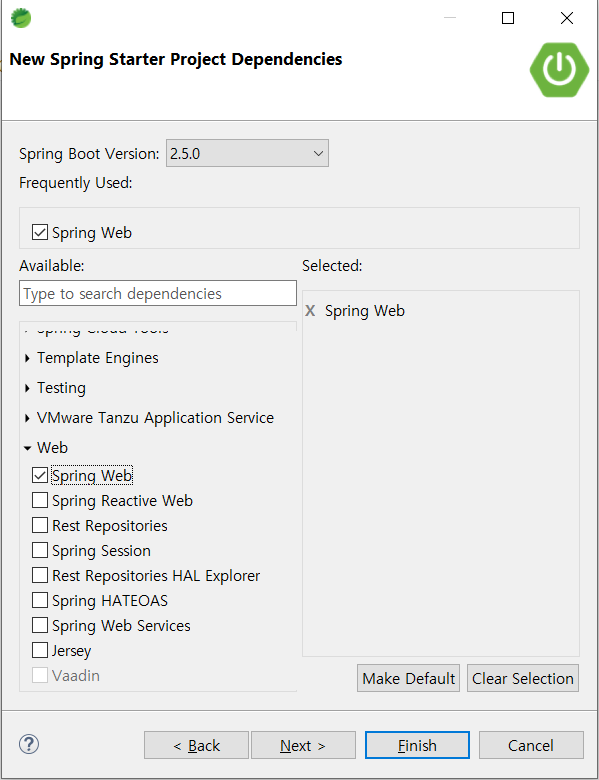 New Spring Starter Project Dependencies
Spring Boot Version: 2.5.0
Frequently Used:
Spring Web
Available:
Selected:
Type to search dependencies
X Spring Web
Spring Cloud Tools
Template Engines
Testing
VMware Tanzu Application Service
Web
Spring Web
Spring Reactive Web
Rest Repositories
Spring Session
Rest Repositories HAL Explorer
Spring HATEOAS
Spring Web Services
Jersey
Vaadin
Make Default
Clear Selection
?
< Back
Next >
Finish
Cancel